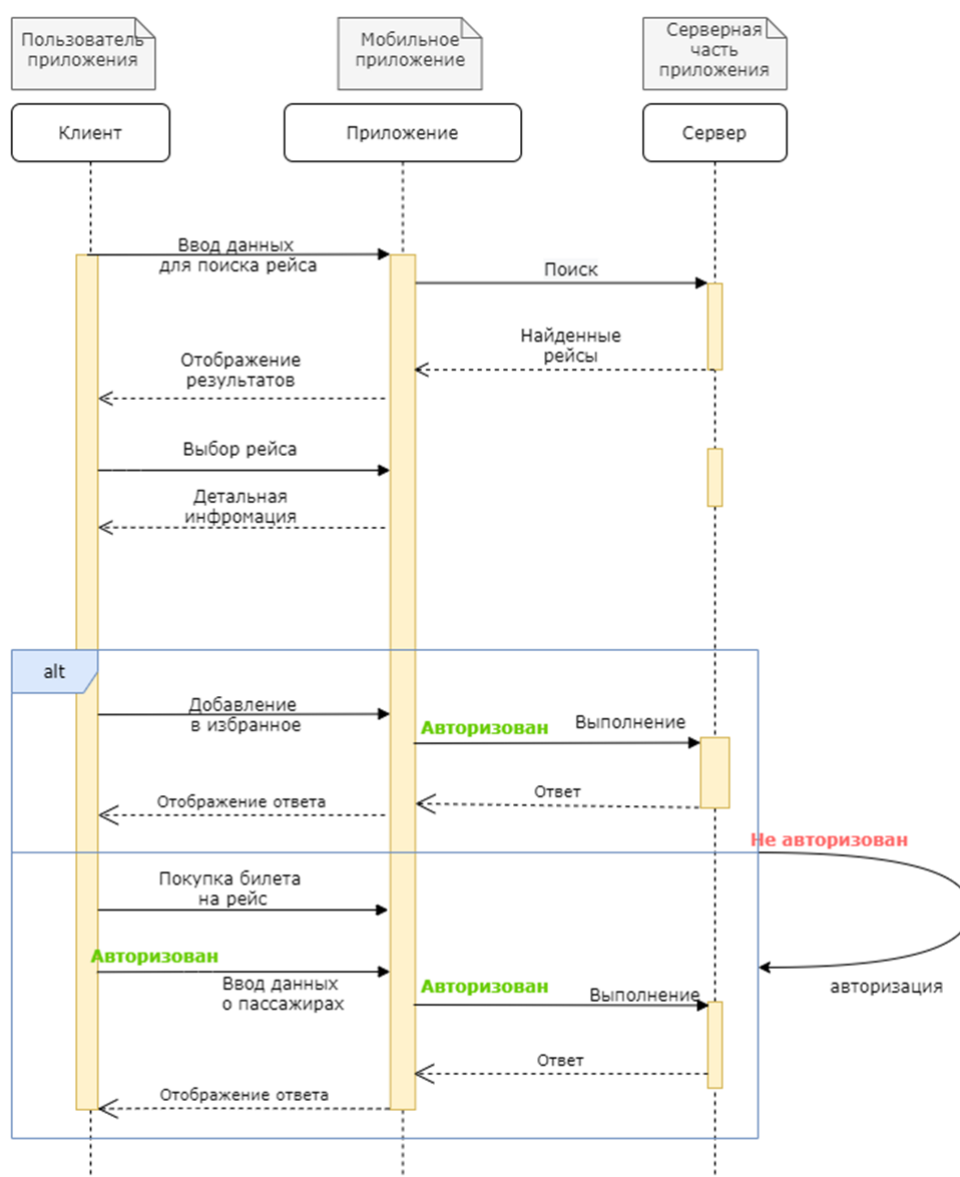 Пользователь
приложения
Мобильное
приложение
Серверная
часть
приложения
Клиент
Приложение
Сервер
Ввод данных
для поиска рейса
Поиск
Найденные
рейсы
Отображение
результатов
Выбор рейса
Детальная
инфромация
alt
Добавление
в избранное
Авторизован
Выполнение
Ответ
Отображение ответа
Не авторизован
Покупка билета
на рейс
Авторизован
Ввод данных
о пассажирах
Авторизован
Выполнение
авторизация
Ответ
Отображение ответа